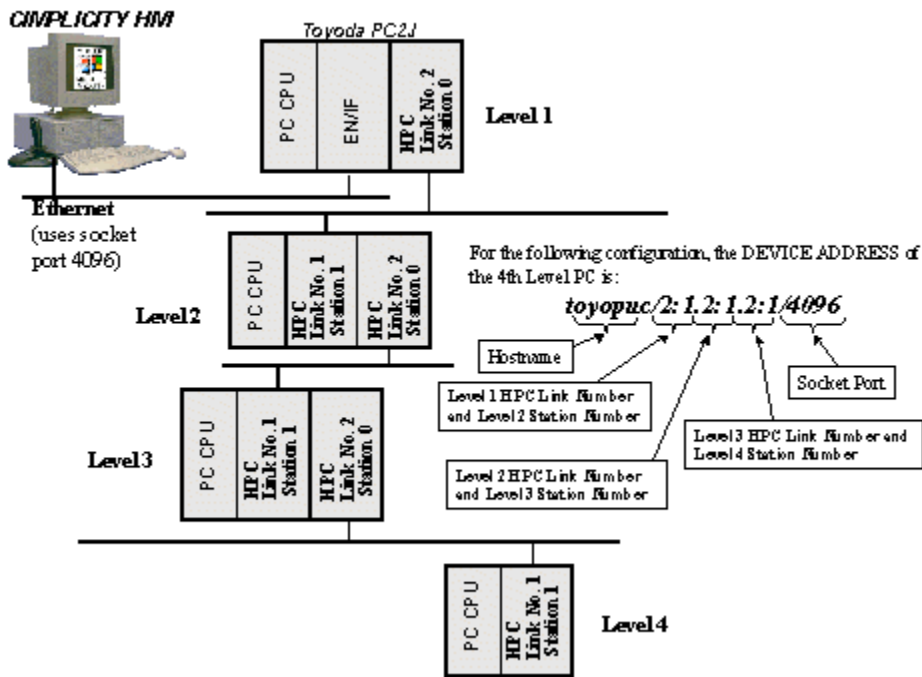 CIMPLICITY HMI
Toyoda PC2J
PC CPU
EN/IF
HPC
Link No. 2
Station 0
Level 1
Ethernet
(uses socket
port 4096)
PC CPU
HPC
Link No. 1
Station 1
HPC
Link No. 2
Station 0
Level 2
For the following configuration, the DEVICE ADDRESS of
the 4th Level PC is:
toyopuc/2:1.2:1.2:1/4096
Hostname
Socket Port
Level 1 HPC Link Number
and Level 2 Station Number
Level 3 HPC Link Number and
Level 4 Station Number
Level 2 HPC Link Number
and Level 3 Station Number
Level 3
PC CPU
HPC
Link No. 1
Station 1
HPC
Link No. 2
Station 0
PC CPU
HPC
Link No. 1
Station 1
Level 4